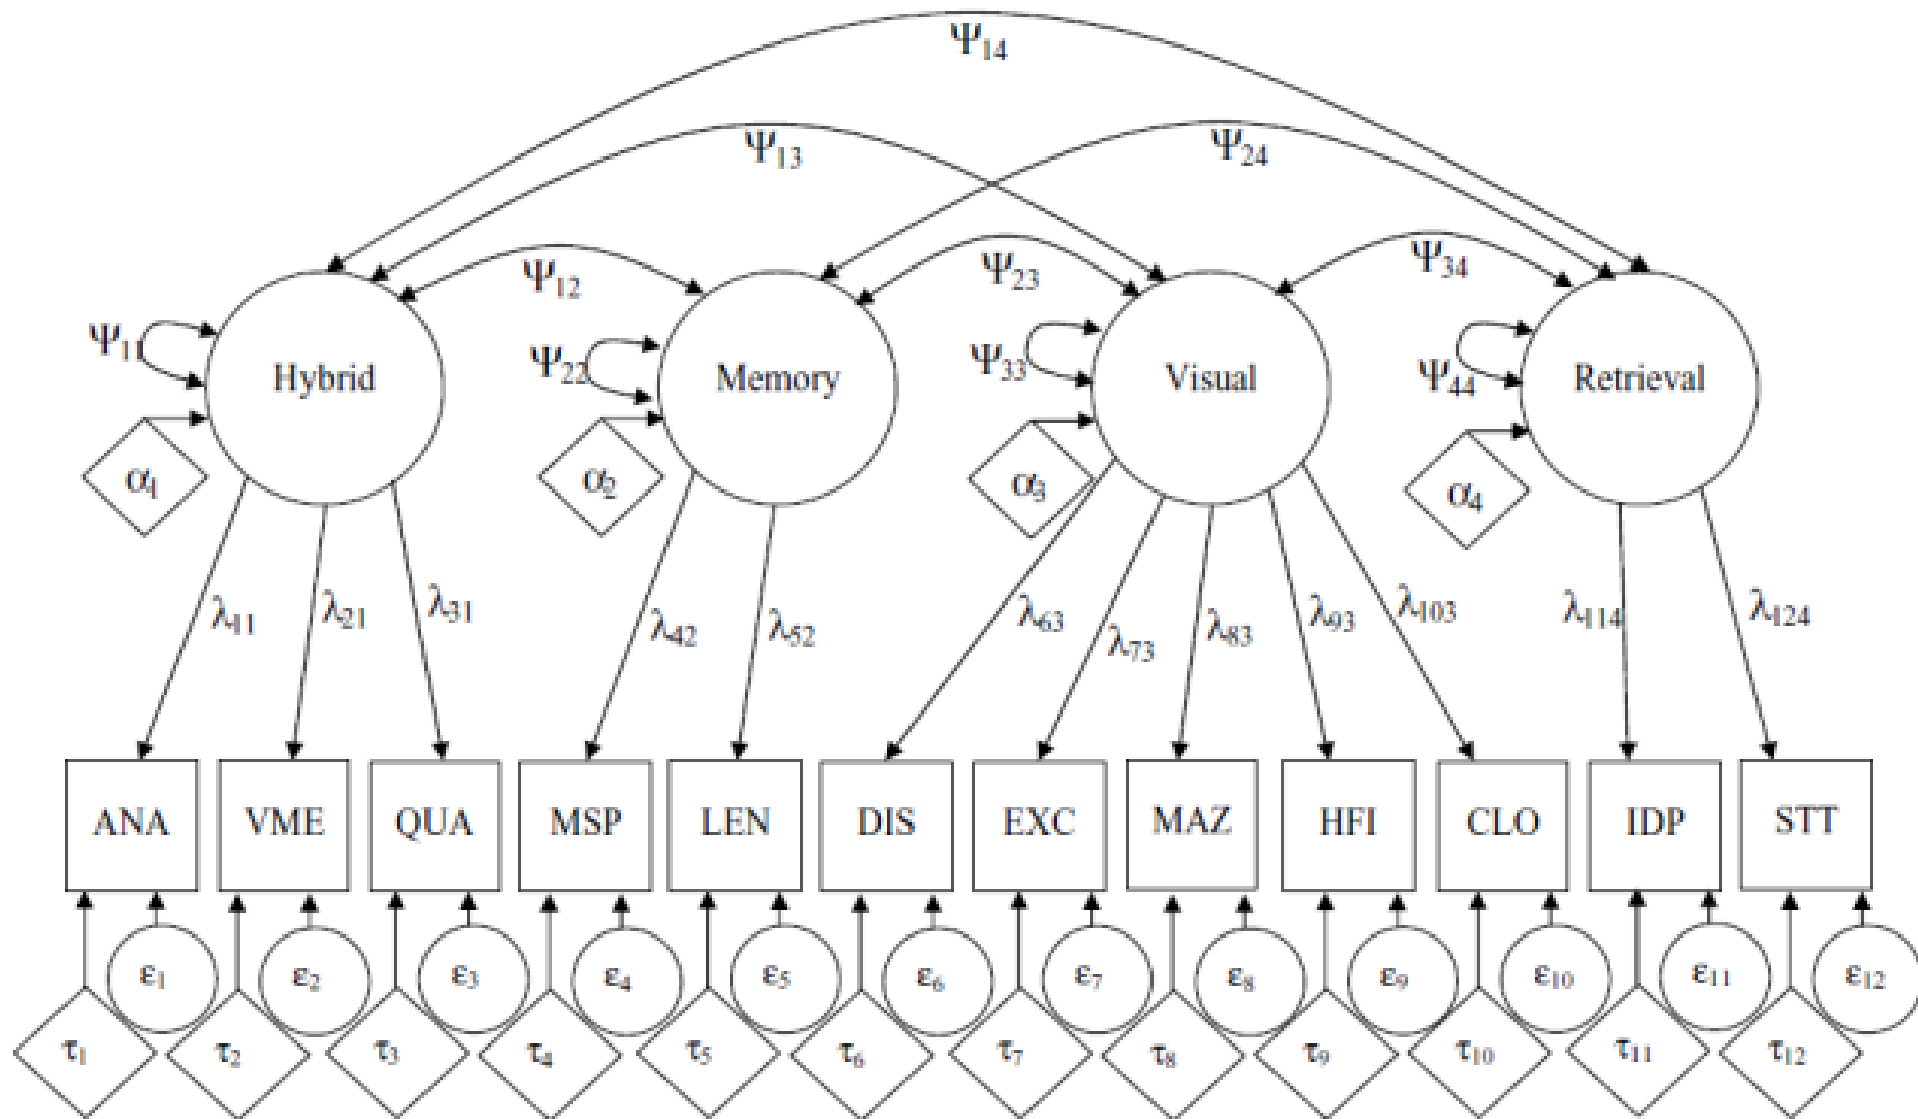 Ψ14
Ψ13 Ψ24
Ψ12 Ψ23 Ψ34
Ψ11 Hybrid Ψ22 Memory Ψ33 Visual Ψ44 Retrieval
α1 α2 α3 α4
λ11 λ21 λ31 λ42 λ52 λ63 λ73 λ83 λ93 λ103 λ114 λ124
ANA VME QUA MSP LEN DIS EXC MAZ HFI CLO IDP STT
ε1 ε2 ε3 ε4 ε5 ε6 ε7 ε8 ε9 ε10 ε11 ε12
τ1 τ2 τ3 τ4 τ5 τ6 τ7 τ8 τ9 τ10 τ11 τ12